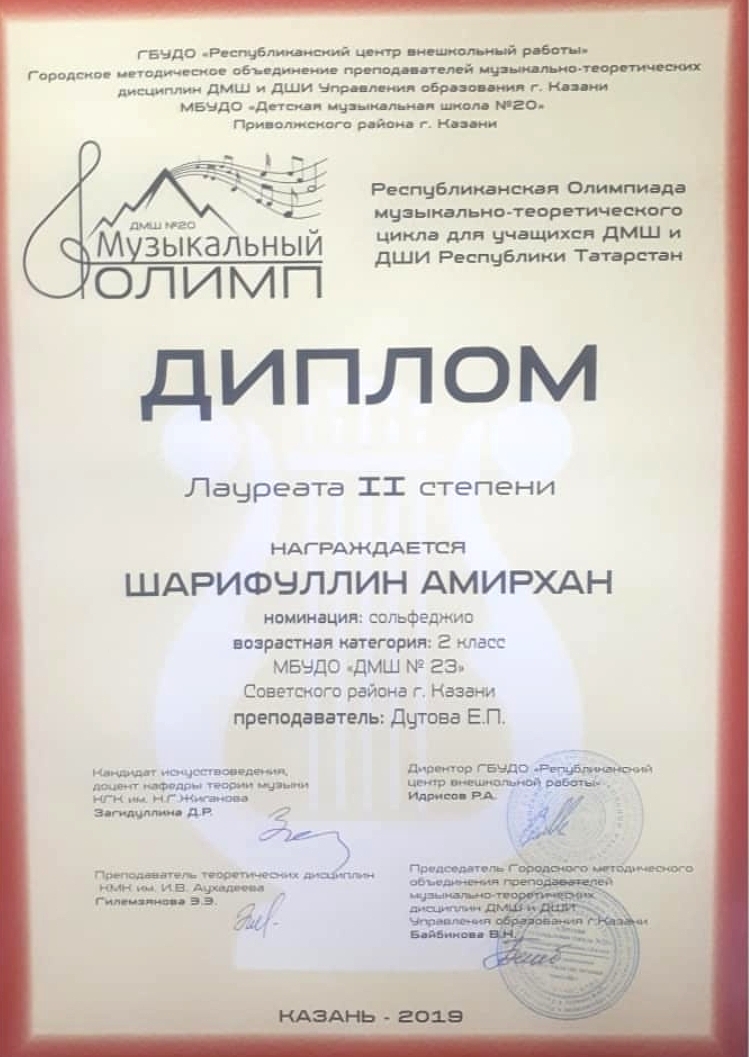 ГБУДО «Республиканский центр внешкольный работы»
Городское методическое объединение преподавателей музыкально-теоретических
дисциплин ДМШ и ДШИ Управления образования г. Казани
МБУДО «Детская музыкальная школа №20»
Приволжского района г. Казани
ДМШ №20
Музыкальный
ОЛИМП
Республиканская Олимпиада
музыкально-теоретического
цикла для учащихся ДМШ и
ДШИ Республики Татарстан
ДИПЛОМ
Лауреата II степени
НАГРАЖДАЕТСЯ
ШАРИФУЛЛИН АМИРХАН
номинация: сольфеджио
возрастная категория: 2 класс
МБУДО «ДМШ № 23»
Советского района г. Казани
преподаватель: Дутова Е.П.
Кандидат искусствоведения,
доцент кафедры теории музыки
КГК им. Н.Г.Жиганова
Загидуллина Д.Р.
Директор ГБУДО «Републиканский
центр внешкольной работы»
Идрисов Р.А.
Преподаватель теоретических дисциплин
КМК им. И.В. Аухадеева
Гилемзянова Э.Э.
Председатель Городского методического
объединения преподавателей
музыкально-теоретических
дисциплин ДМШ и ДШИ
Управления образования г.Казани
Байбикова В.Н.
КАЗАНЬ - 2019